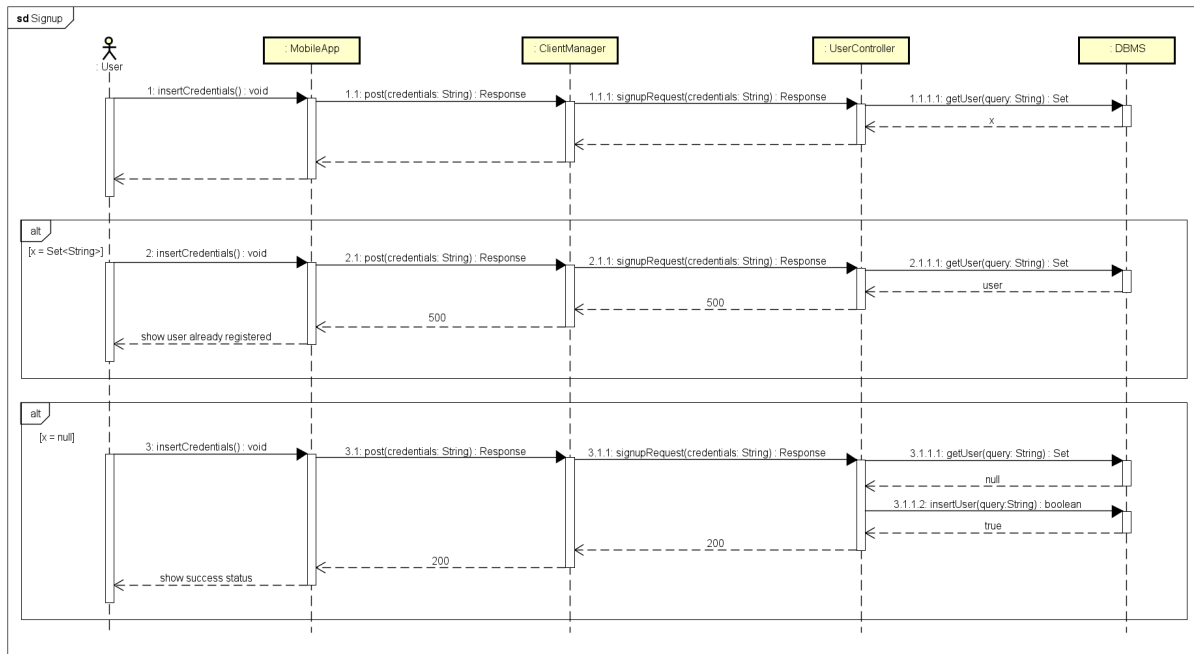 sd Signup
: User
: MobileApp
: ClientManager
: UserController
: DBMS
1: insertCredentials() : void
1.1: post(credentials: String) : Response
1.1.1: signupRequest(credentials: String) : Response
1.1.1.1: getUser(query: String) : Set
x
alt
[x = Set<String>]
2: insertCredentials() : void
2.1: post(credentials: String) : Response
2.1.1: signupRequest(credentials: String) : Response
2.1.1.1: getUser(query: String) : Set
user
500
500
show user already registered
alt
[x = null]
3: insertCredentials() : void
3.1: post(credentials: String) : Response
3.1.1: signupRequest(credentials: String) : Response
3.1.1.1: getUser(query: String) : Set
null
3.1.1.2: insertUser(query:String) : boolean
true
200
200
show success status